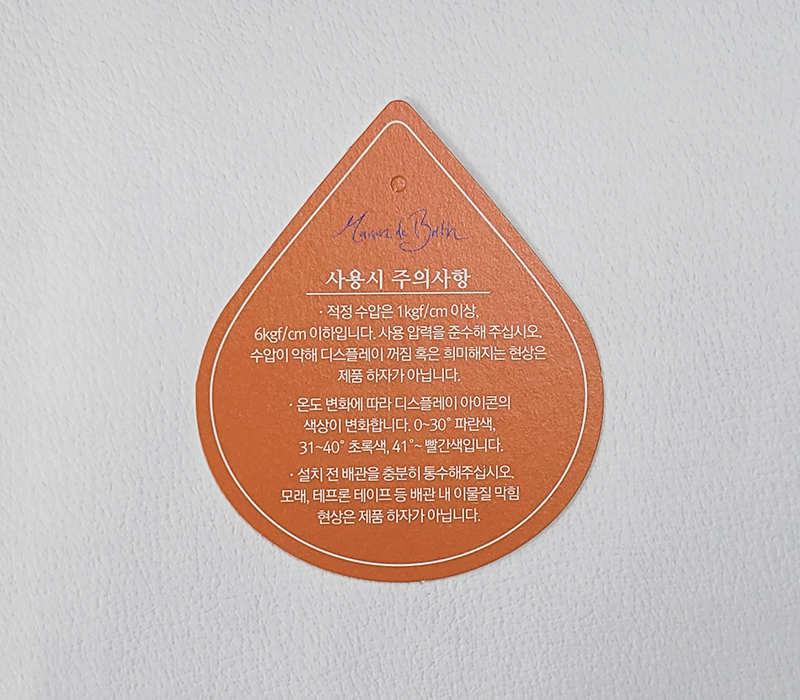 Maison de Bath
사용시 주의사항
· 적정 수압은 1kgf/cm 이상,
6kgf/cm 이하입니다. 사용 압력을 준수해 주십시오.
수압이 약해 디스플레이 꺼짐 혹은 희미해지는 현상은
제품 하자가 아닙니다.
· 온도 변화에 따라 디스플레이 아이콘의
색상이 변화합니다. 0~30° 파란색,
31~40° 초록색, 41°~ 빨간색입니다.
· 설치 전 배관을 충분히 통수해주십시오.
모래, 테프론 테이프 등 배관 내 이물질 막힘
현상은 제품 하자가 아닙니다.